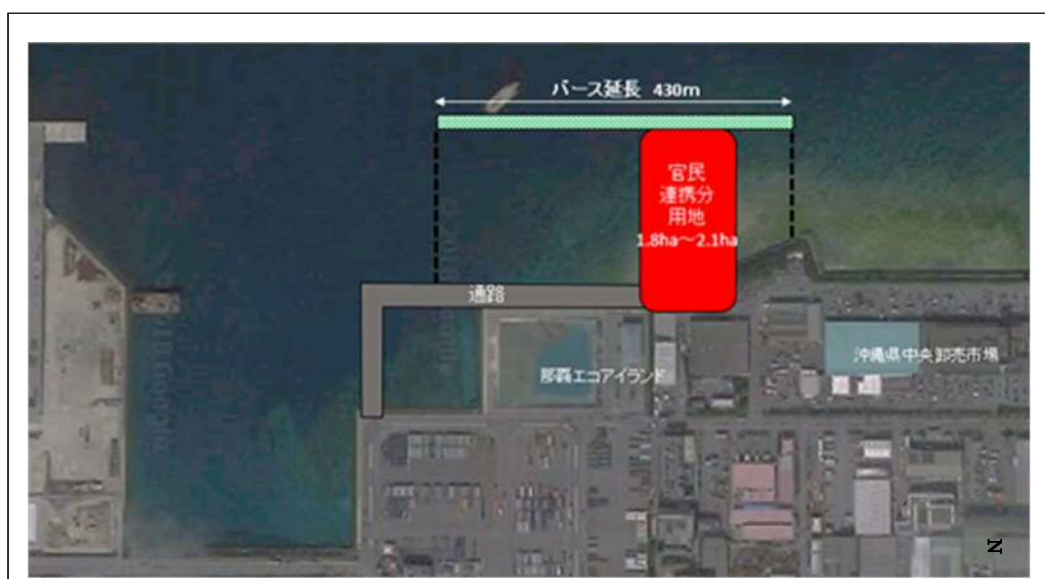 バース延長 430m
官民
連携分
用地
1.8ha～2.1ha
通路
那覇エコアイランド
沖縄県中央卸売市場
N